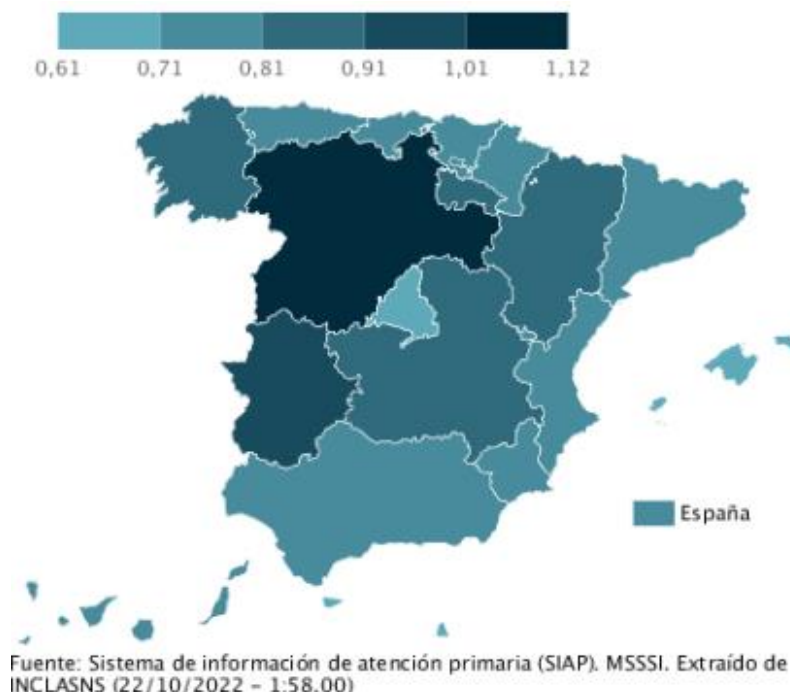 0,61 0,71 0,81 0,91 1,01 1,12
España
Fuente: Sistema de información de atención primaria (SIAP). MSSSI. Extraído de
INCLASNS (22/10/2022 - 1:58.00)